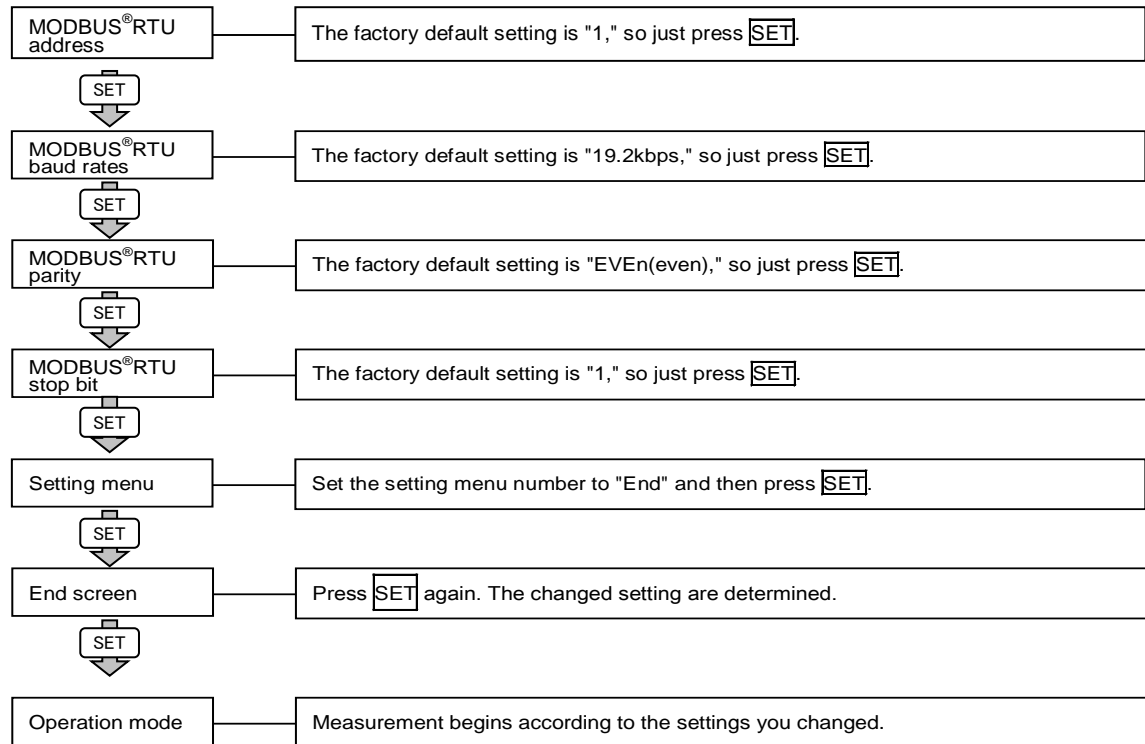 MODBUS®RTU
address
The factory default setting is "1," so just press SET.
SET
MODBUS®RTU
baud rates
The factory default setting is "19.2kbps," so just press SET.
SET
MODBUS®RTU
parity
The factory default setting is "EVEn(even)," so just press SET.
SET
MODBUS®RTU
stop bit
The factory default setting is "1," so just press SET.
SET
Setting menu
Set the setting menu number to "End" and then press SET.
SET
End screen
Press SET again. The changed setting are determined.
SET
Operation mode
Measurement begins according to the settings you changed.